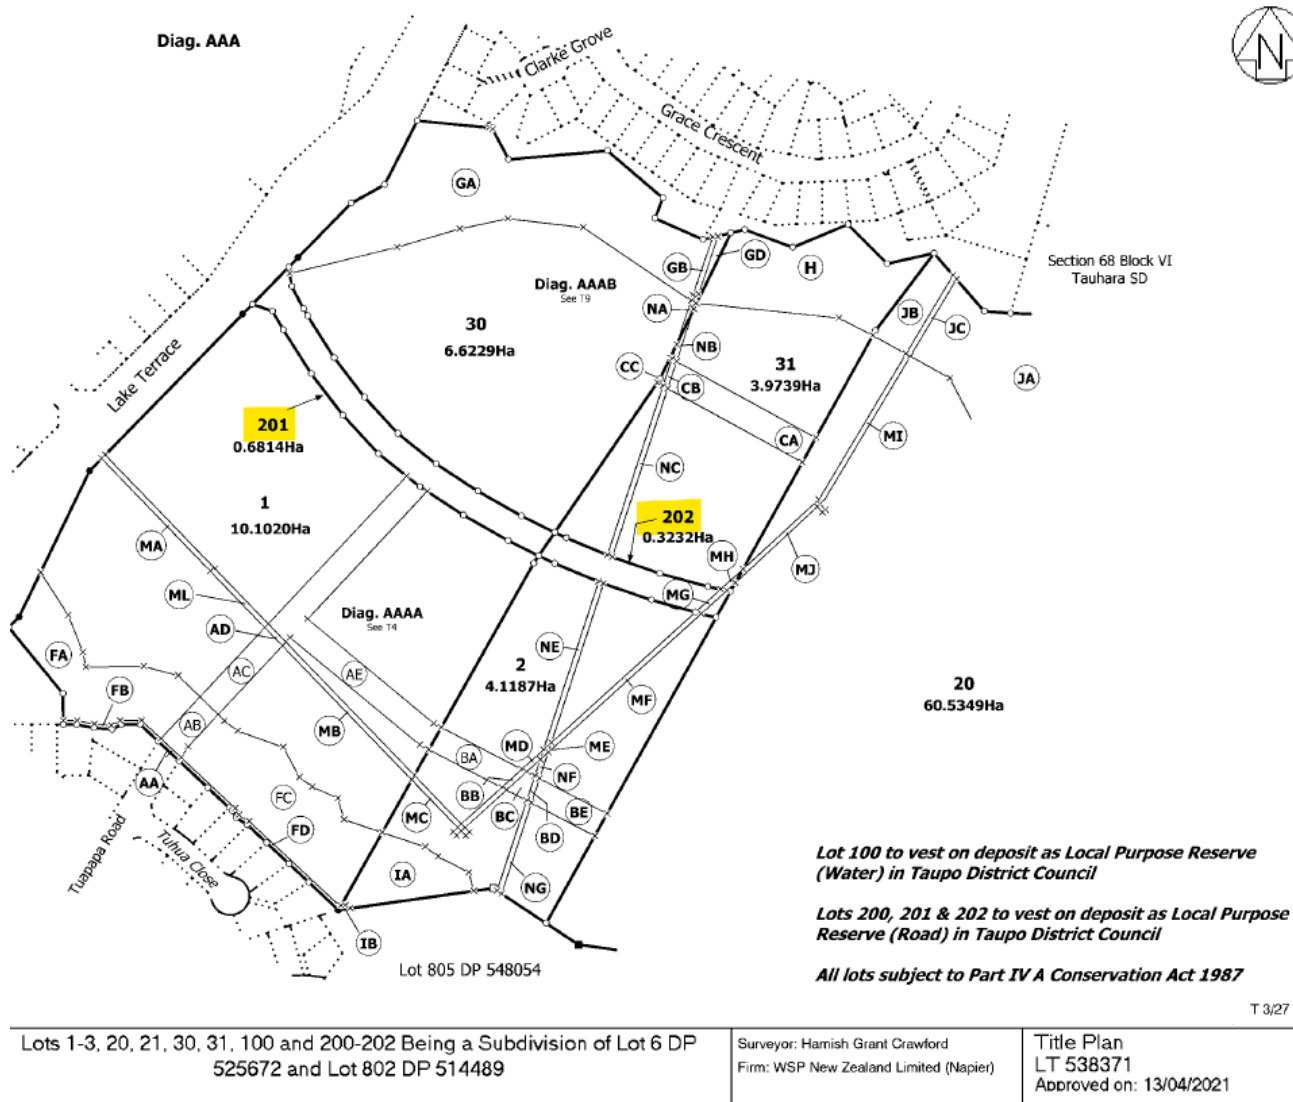 Diag. AAA
N
Clarke Grove
Grace Crescent
GA
GB
GD
H
Section 68 Block VI
Tauhara SD
Diag. AAAB
See T9
NA
JB
JC
30
6.6229Ha
NB
31
3.9739Ha
CC
CB
JA
Lake Terrace
201
0.6814Ha
CA
MI
NC
1
10.1020Ha
202
0.3232Ha
MA
MH
MJ
ML
MG
Diag. AAAA
See T4
AD
NE
FA
AC
AE
2
4.1187Ha
MF
20
60.5349Ha
FB
AB
MB
BA
MD
ME
AA
NF
FC
BB
BC
BE
MC
FD
BD
Tuapapa Road
Tuhua Close
IA
NG
IB
Lot 805 DP 548054
Lot 100 to vest on deposit as Local Purpose Reserve
(Water) in Taupo District Council
Lots 200, 201 & 202 to vest on deposit as Local Purpose
Reserve (Road) in Taupo District Council
All lots subject to Part IV A Conservation Act 1987
T 3/27
Lots 1-3, 20, 21, 30, 31, 100 and 200-202 Being a Subdivision of Lot 6 DP
525672 and Lot 802 DP 514489
Surveyor: Hamish Grant Crawford
Firm: WSP New Zealand Limited (Napier)
Title Plan
LT 538371
Approved on: 13/04/2021